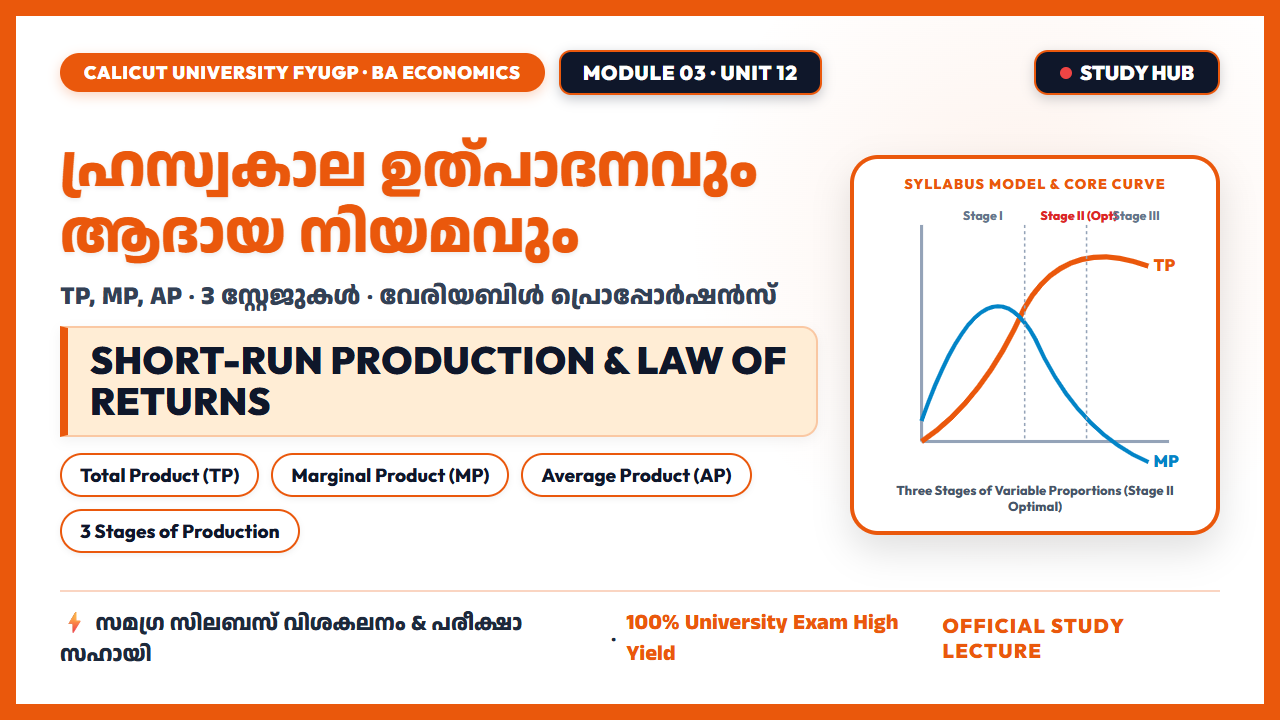 CALICUT UNIVERSITY FYUGP · BA ECONOMICS
MODULE 03 · UNIT 12
STUDY HUB
ഹ്രസ്വകാല ഉത്പാദനവും
ആദായ നിയമവും
TP, MP, AP · 3 സ്റ്റേജുകൾ · വേരിയബിൾ പ്രൊപ്പോർഷൻസ്
SHORT-RUN PRODUCTION & LAW OF
RETURNS
Total Product (TP)
Marginal Product (MP)
Average Product (AP)
3 Stages of Production
SYLLABUS MODEL & CORE CURVE
Stage I
Stage II (Opt)
Stage III
TP
MP
Three Stages of Variable Proportions (Stage II
Optimal)
സമഗ്ര സിലബസ് വിശകലനം & പരീക്ഷാ
സഹായി
·
100% University Exam High
Yield
OFFICIAL STUDY
LECTURE